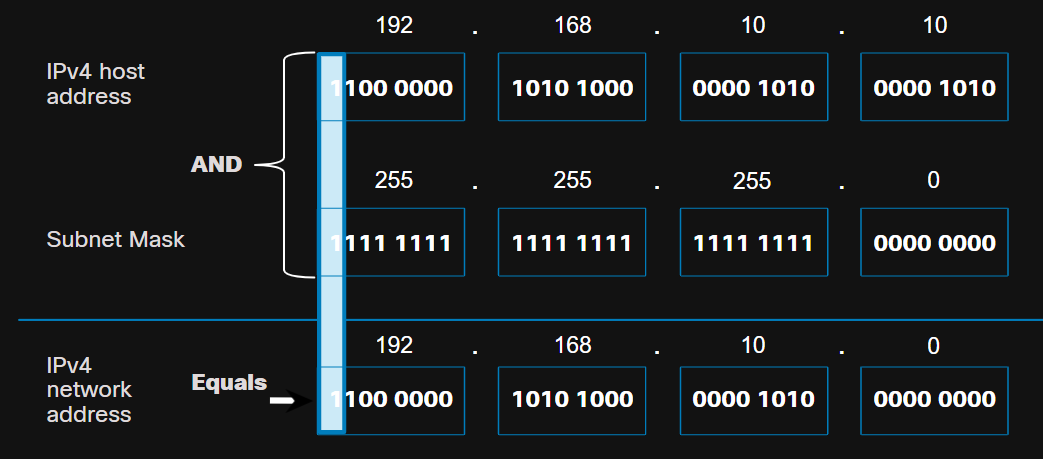 192 . 168 . 10 . 10
IPv4 host
address
1100 0000 1010 1000 0000 1010 0000 1010
AND
255 . 255 . 255 . 0
Subnet Mask
1111 1111 1111 1111 1111 1111 0000 0000
192 . 168 . 10 . 0
IPv4
network
address
Equals
1100 0000 1010 1000 0000 1010 0000 0000